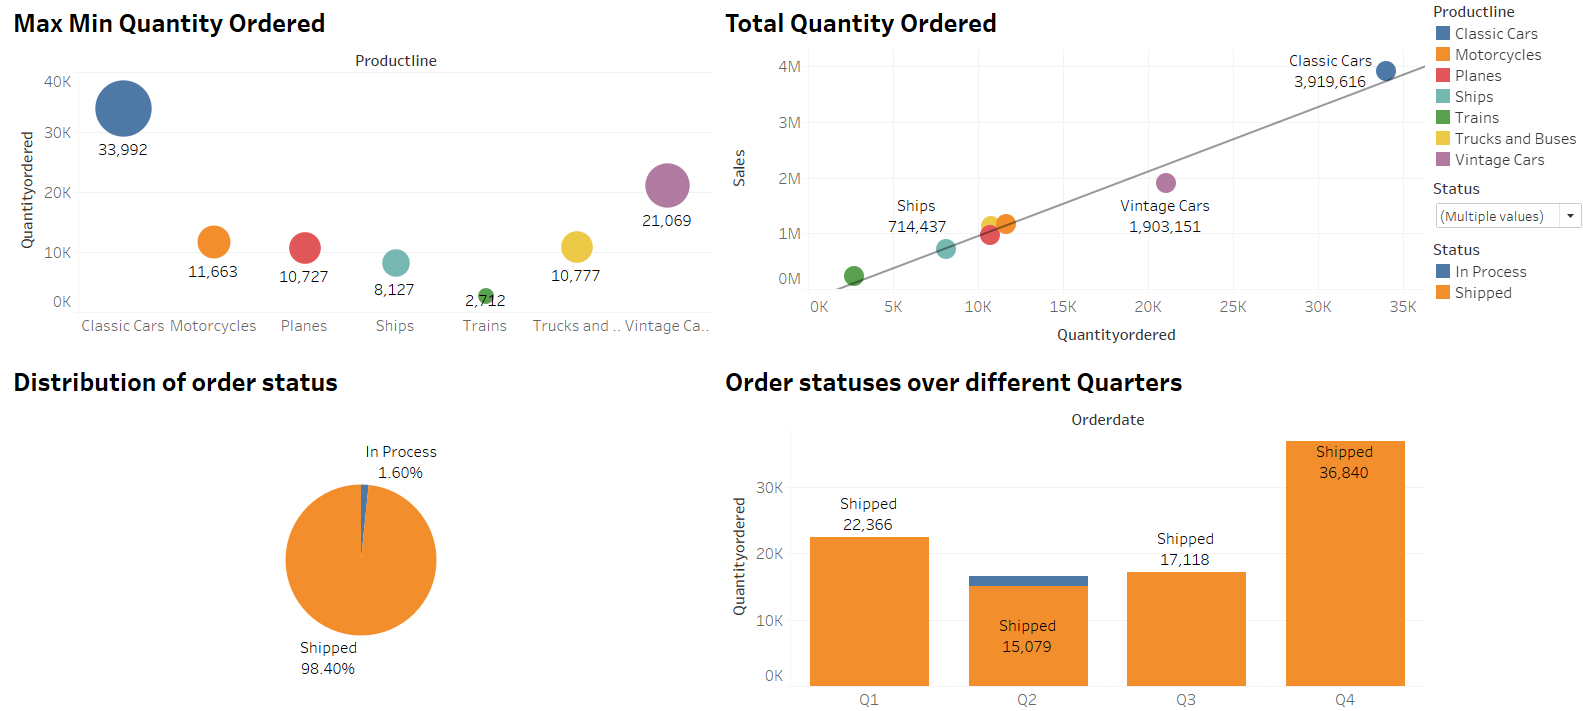 Max Min Quantity Ordered
Productline
Quantityordered
40K
30K
20K
10K
0K
33,992
11,663
10,727
8,127
2,712
10,777
21,069
Classic Cars
Motorcycles
Planes
Ships
Trains
Trucks and ..
Vintage Ca..
Total Quantity Ordered
Sales
4M
3M
2M
1M
0M
Classic Cars
3,919,616
Ships
714,437
Vintage Cars
1,903,151
0K
5K
10K
15K
20K
25K
30K
35K
Quantityordered
Productline
Classic Cars
Motorcycles
Planes
Ships
Trains
Trucks and Buses
Vintage Cars
Status
(Multiple values)
Status
In Process
Shipped
Distribution of order status
In Process
1.60%
Shipped
98.40%
Order statuses over different Quarters
Orderdate
Quantityordered
30K
20K
10K
0K
Shipped
22,366
Shipped
15,079
Shipped
17,118
Shipped
36,840
Q1
Q2
Q3
Q4